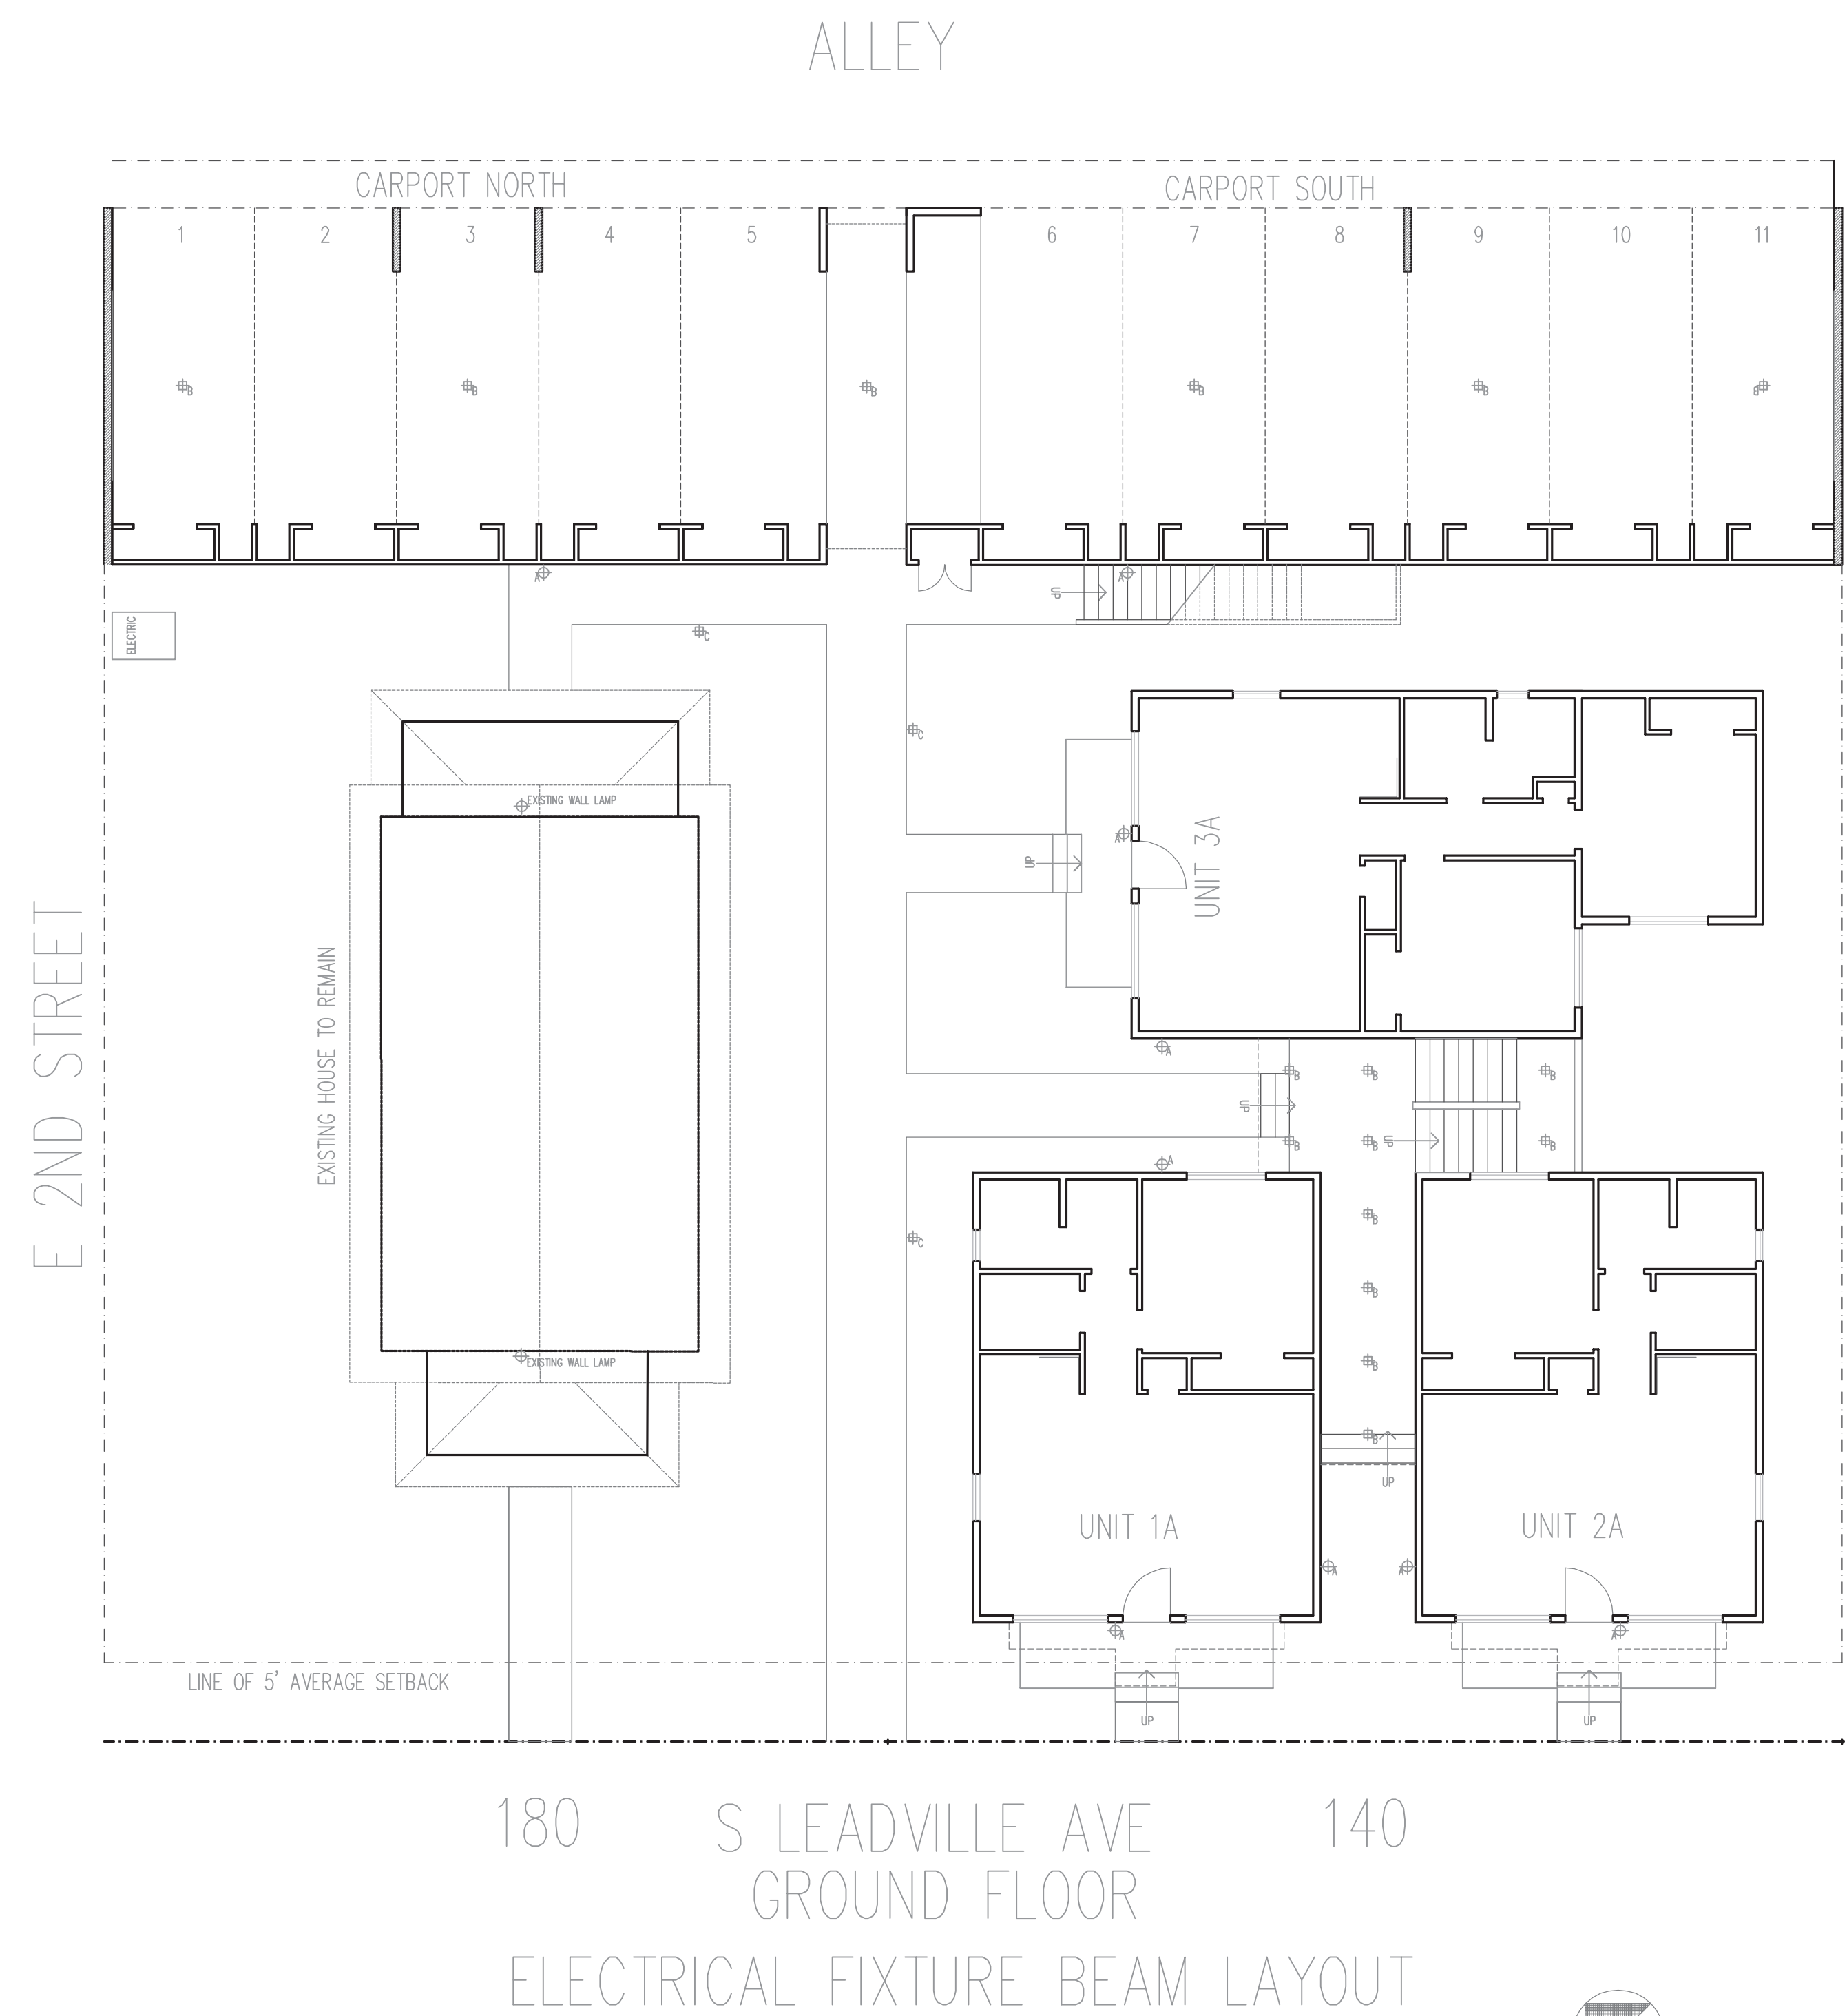 ALLEY
CARPORT NORTH
CARPORT SOUTH
1 2 3 4 5 6 7 8 9 10 11
B B B B B B
A A
UP
ELECTRIC
C
C
EXISTING WALL LAMP
A
UP
UNIT 3A
E 2ND STREET
EXISTING HOUSE TO REMAIN
A
B B B
UP
B B UP B
A
B
C
B
B
EXISTING WALL LAMP
B
UP
UNIT 1A
UNIT 2A
A A
A A
LINE OF 5' AVERAGE SETBACK
UP UP
180 S LEADVILLE AVE 140
GROUND FLOOR
ELECTRICAL FIXTURE BEAM LAYOUT